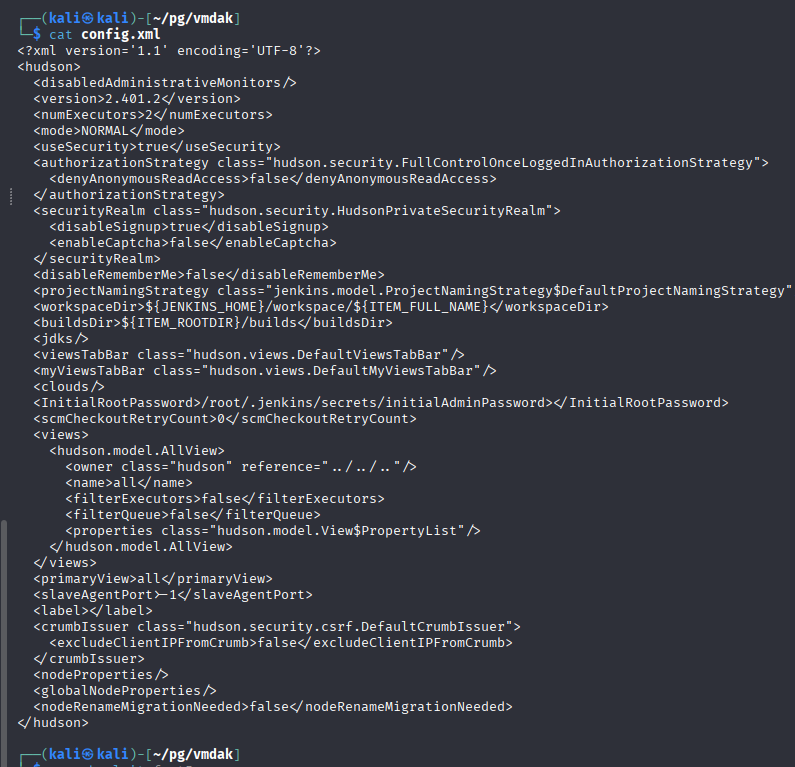 ┌──(kali㉿kali)-[~/pg/vmdak]
└─$ cat config.xml
<?xml version='1.1' encoding='UTF-8'?>
<hudson>
  <disabledAdministrativeMonitors/>
  <version>2.401.2</version>
  <numExecutors>2</numExecutors>
  <mode>NORMAL</mode>
  <useSecurity>true</useSecurity>
  <authorizationStrategy class="hudson.security.FullControlOnceLoggedInAuthorizationStrategy">
    <denyAnonymousReadAccess>false</denyAnonymousReadAccess>
  </authorizationStrategy>
  <securityRealm class="hudson.security.HudsonPrivateSecurityRealm">
    <disableSignup>true</disableSignup>
    <enableCaptcha>false</enableCaptcha>
  </securityRealm>
  <disableRememberMe>false</disableRememberMe>
  <projectNamingStrategy class="jenkins.model.ProjectNamingStrategy$DefaultProjectNamingStrategy"
  <workspaceDir>${JENKINS_HOME}/workspace/${ITEM_FULL_NAME}</workspaceDir>
  <buildsDir>${ITEM_ROOTDIR}/builds</buildsDir>
  <jdks/>
  <viewsTabBar class="hudson.views.DefaultViewsTabBar"/>
  <myViewsTabBar class="hudson.views.DefaultMyViewsTabBar"/>
  <clouds/>
  <InitialRootPassword>/root/.jenkins/secrets/initialAdminPassword></InitialRootPassword>
  <scmCheckoutRetryCount>0</scmCheckoutRetryCount>
  <views>
    <hudson.model.AllView>
      <owner class="hudson" reference="../../.."/>
      <name>all</name>
      <filterExecutors>false</filterExecutors>
      <filterQueue>false</filterQueue>
      <properties class="hudson.model.View$PropertyList"/>
    </hudson.model.AllView>
  </views>
  <primaryView>all</primaryView>
  <slaveAgentPort>-1</slaveAgentPort>
  <label></label>
  <crumbIssuer class="hudson.security.csrf.DefaultCrumbIssuer">
    <excludeClientIPFromCrumb>false</excludeClientIPFromCrumb>
  </crumbIssuer>
  <nodeProperties/>
  <globalNodeProperties/>
  <nodeRenameMigrationNeeded>false</nodeRenameMigrationNeeded>
</hudson>
┌──(kali㉿kali)-[~/pg/vmdak]